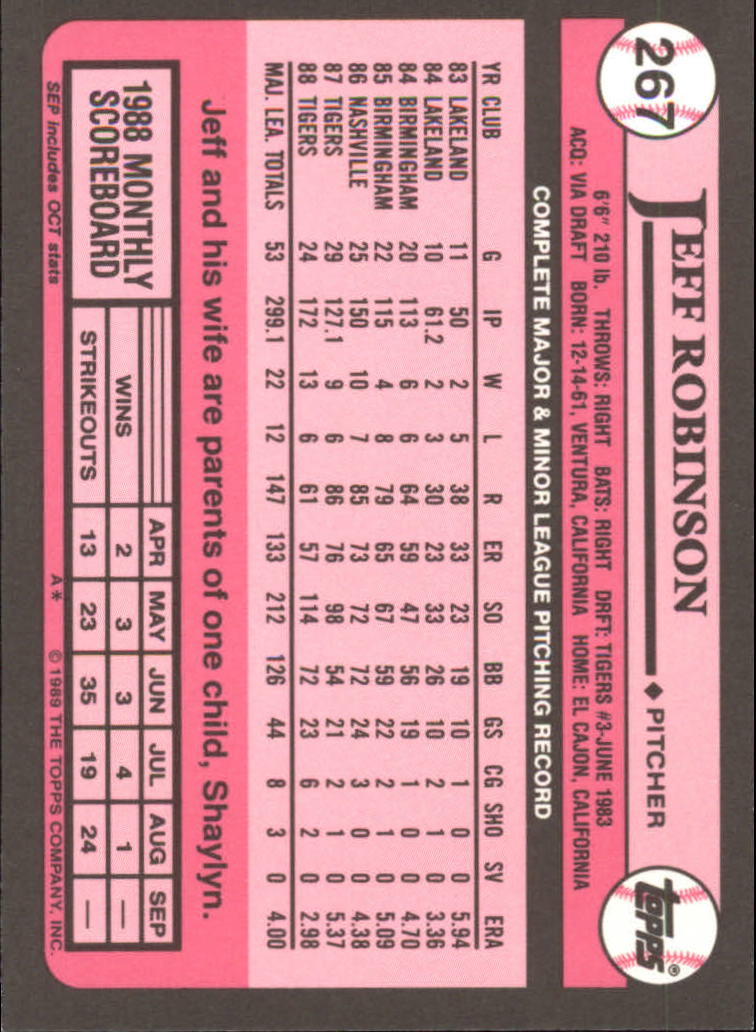 267
JEFF ROBINSON
◆ PITCHER
TOPPS®
6'6" 210 lb. THROWS: RIGHT BATS: RIGHT DRFT: TIGERS #3-JUNE 1983
ACQ: VIA DRAFT BORN: 12-14-61, VENTURA, CALIFORNIA HOME: EL CAJON, CALIFORNIA
COMPLETE MAJOR & MINOR LEAGUE PITCHING RECORD
YR CLUB G IP W L R ER SO BB GS CG SHO SV ERA
83 LAKELAND 11 50 2 5 38 33 23 19 10 1 0 0 5.94
84 LAKELAND 10 61.2 2 3 30 23 33 26 10 2 1 0 3.36
84 BIRMINGHAM 20 113 6 6 64 59 47 56 19 1 0 0 4.70
85 BIRMINGHAM 22 115 4 8 79 65 67 59 22 2 1 0 5.09
86 NASHVILLE 25 150 10 7 85 73 72 72 24 3 0 0 4.38
87 TIGERS 29 127.1 9 6 86 76 98 54 21 2 1 0 5.37
88 TIGERS 24 172 13 6 61 57 114 72 23 6 2 0 2.98
MAJ. LEA. TOTALS 53 299.1 22 12 147 133 212 126 44 8 3 0 4.00
Jeff and his wife are parents of one child, Shaylyn.
1988 MONTHLY SCOREBOARD
APR MAY JUN JUL AUG SEP
WINS 2 3 3 4 1 —
STRIKEOUTS 13 23 35 19 24 —
SEP includes OCT stats A* © 1989 THE TOPPS COMPANY, INC.